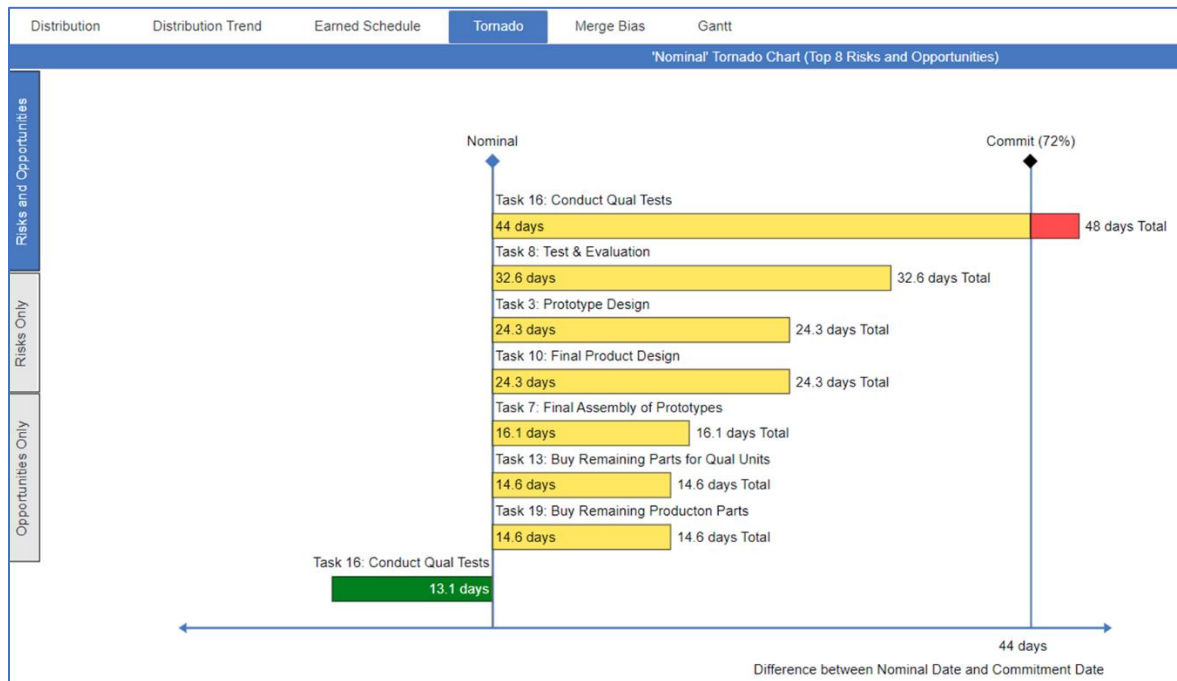 Distribution
Distribution Trend
Earned Schedule
Tornado
Merge Bias
Gantt
'Nominal' Tornado Chart (Top 8 Risks and Opportunities)
Risks and Opportunities
Risks Only
Opportunities Only
Nominal
Commit (72%)
Task 16: Conduct Qual Tests
44 days
48 days Total
Task 8: Test & Evaluation
32.6 days
32.6 days Total
Task 3: Prototype Design
24.3 days
24.3 days Total
Task 10: Final Product Design
24.3 days
24.3 days Total
Task 7: Final Assembly of Prototypes
16.1 days
16.1 days Total
Task 13: Buy Remaining Parts for Qual Units
14.6 days
14.6 days Total
Task 19: Buy Remaining Producton Parts
14.6 days
14.6 days Total
Task 16: Conduct Qual Tests
13.1 days
44 days
Difference between Nominal Date and Commitment Date